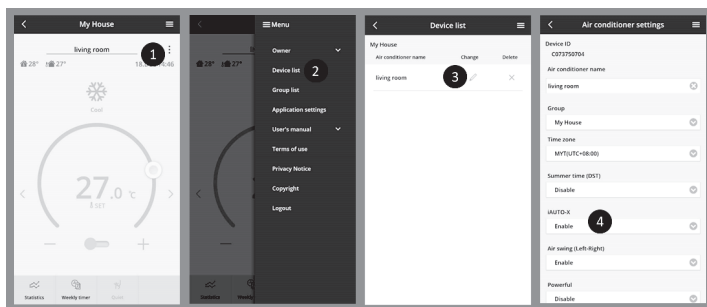 My House
living room
1
28° 27°
Cool
27.0 °c
SET
Statistics
Weekly timer
Menu
Owner
Device list
2
Group list
Application settings
User's manual
Terms of use
Privacy Notice
Copyright
Logout
28° 27°
Statistics
Device list
My House
Air conditioner name Change Delete
living room
3
Air conditioner settings
Device ID
C073750704
Air conditioner name
living room
Group
My House
Time zone
MYT(UTC+08:00)
Summer time (DST)
Disable
iAUTO-X
Enable
4
Air swing (Left-Right)
Enable
Powerful
Disable